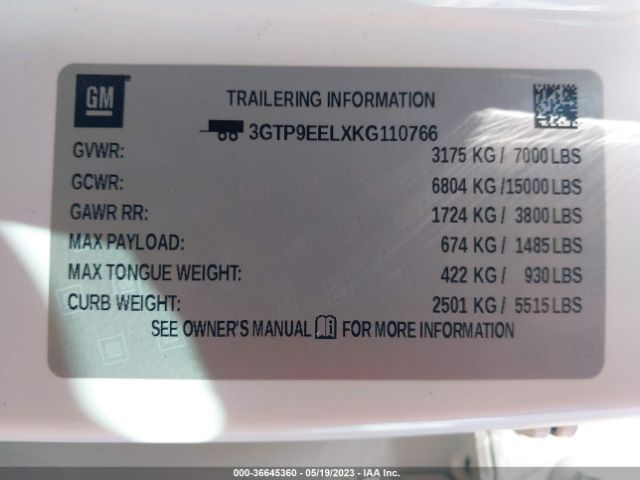 GM
TRAILERING INFORMATION
3GTP9EELXKG110766
GVWR: 3175 KG / 7000 LBS
GCWR: 6804 KG /15000 LBS
GAWR RR: 1724 KG / 3800 LBS
MAX PAYLOAD: 674 KG / 1485 LBS
MAX TONGUE WEIGHT: 422 KG / 930 LBS
CURB WEIGHT: 2501 KG / 5515 LBS
SEE OWNER'S MANUAL FOR MORE INFORMATION
000-36645360 - 05/19/2023 - IAA Inc.